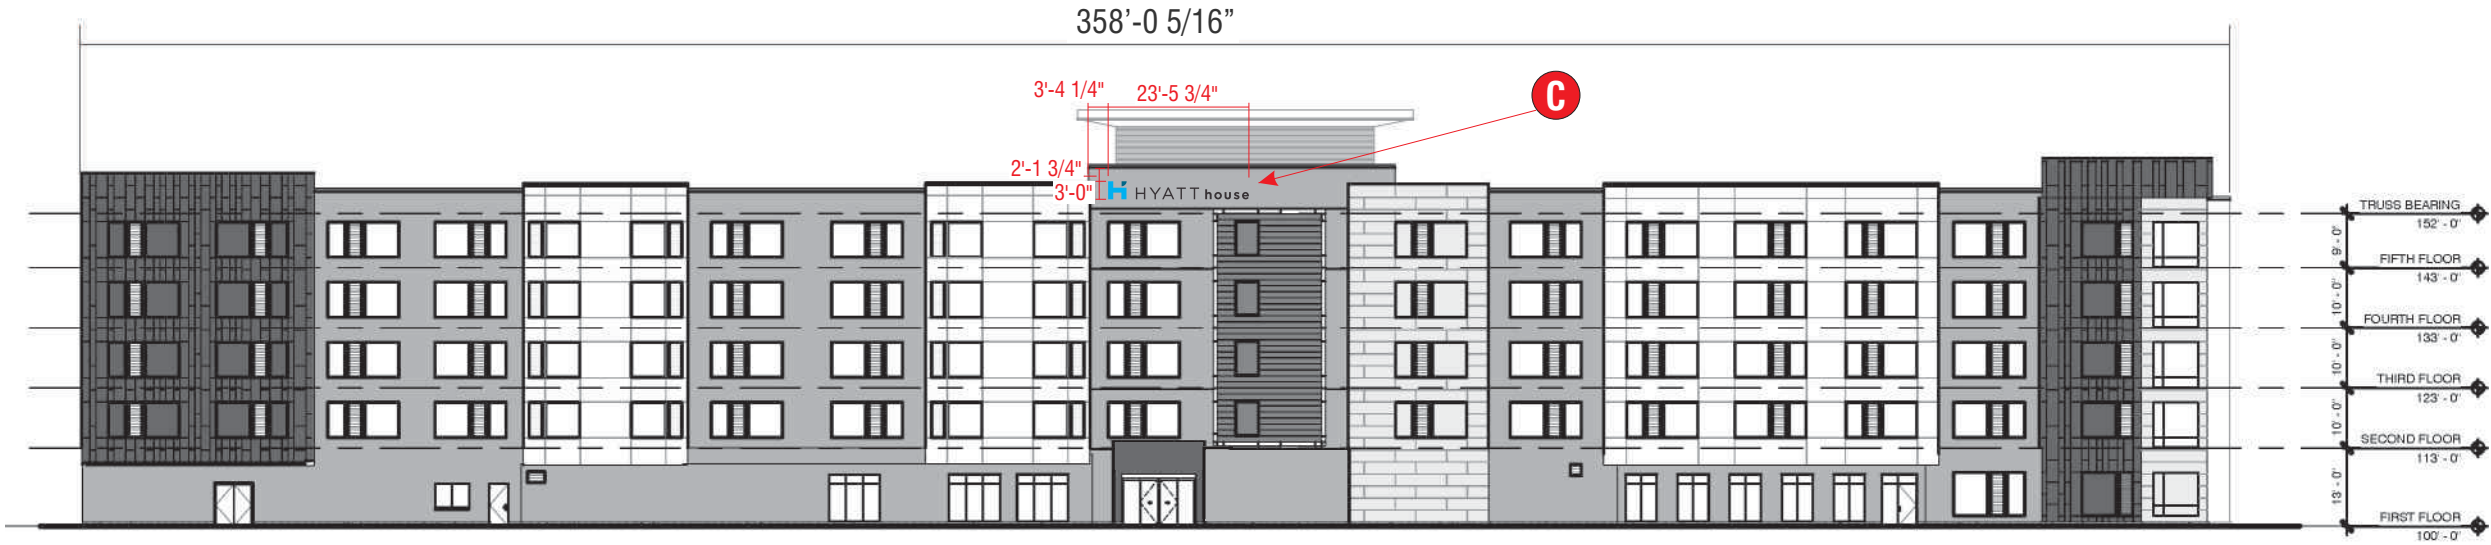 358’-0 5/16”
3'-4 1/4"
23'-5 3/4"
C
2'-1 3/4"
3'-0"
HYATT house
TRUSS BEARING
152' - 0"
9' - 0"
FIFTH FLOOR
143' - 0"
10' - 0"
FOURTH FLOOR
133' - 0"
10' - 0"
THIRD FLOOR
123' - 0"
10' - 0"
SECOND FLOOR
113' - 0"
13' - 0"
FIRST FLOOR
100' - 0"